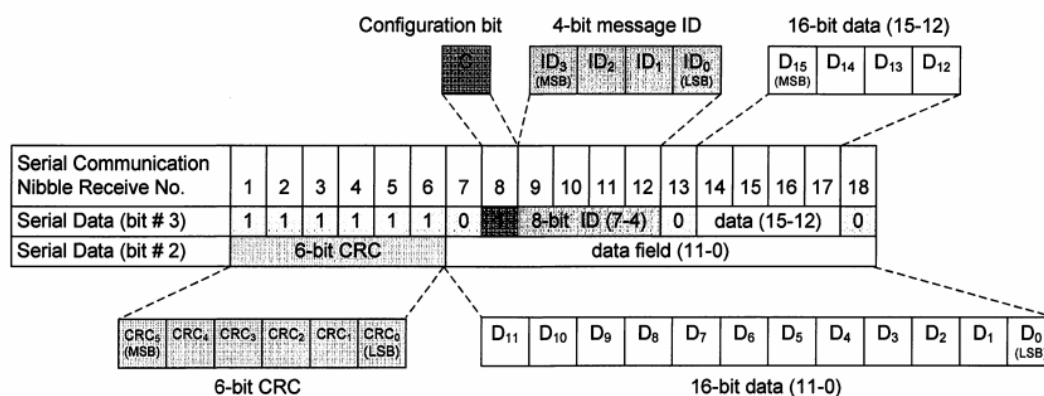 Configuration bit 4-bit message ID 16-bit data (15-12)
C ID₃ ID₂ ID₁ ID₀ D₁₅ D₁₄ D₁₃ D₁₂
(MSB) (LSB) (MSB)
Serial Communication
Nibble Receive No. 1 2 3 4 5 6 7 8 9 10 11 12 13 14 15 16 17 18
Serial Data (bit # 3) 1 1 1 1 1 1 0 1 8-bit ID (7-4) 0 data (15-12) 0
Serial Data (bit # 2) 6-bit CRC data field (11-0)
CRC₅ CRC₄ CRC₃ CRC₂ CRC₁ CRC₀ D₁₁ D₁₀ D₉ D₈ D₇ D₆ D₅ D₄ D₃ D₂ D₁ D₀
(MSB) (LSB) (LSB)
6-bit CRC 16-bit data (11-0)